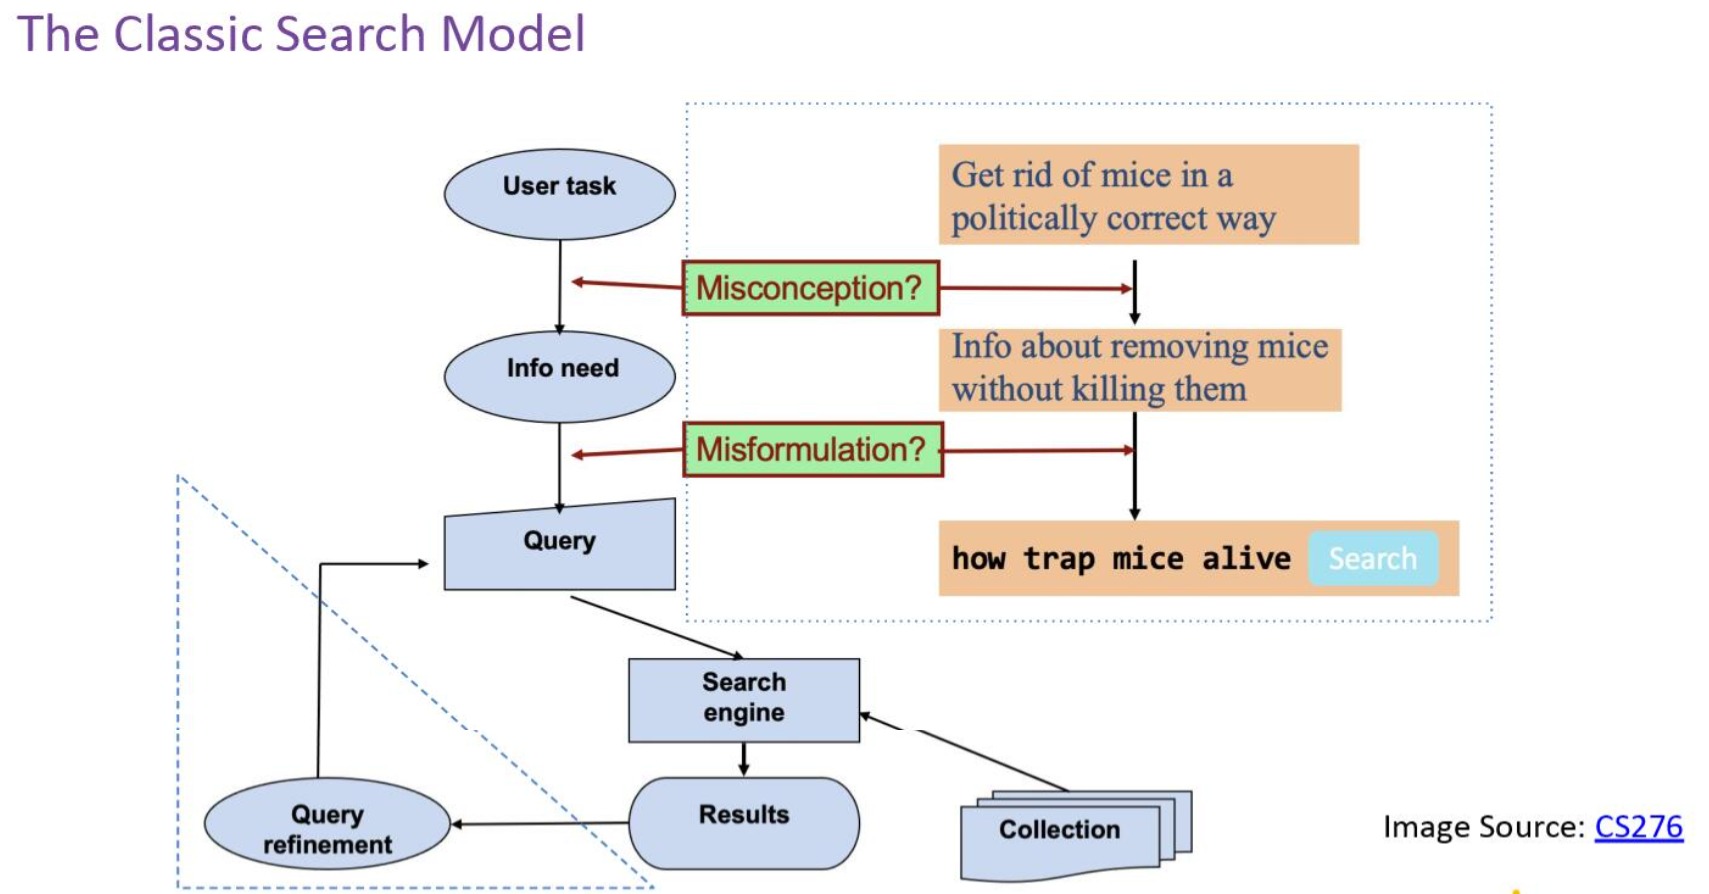 The Classic Search Model
User task
Get rid of mice in a
politically correct way
Misconception?
Info need
Info about removing mice
without killing them
Misformulation?
Query
how trap mice alive Search
Search
engine
Query
refinement
Results
Collection
Image Source: CS276